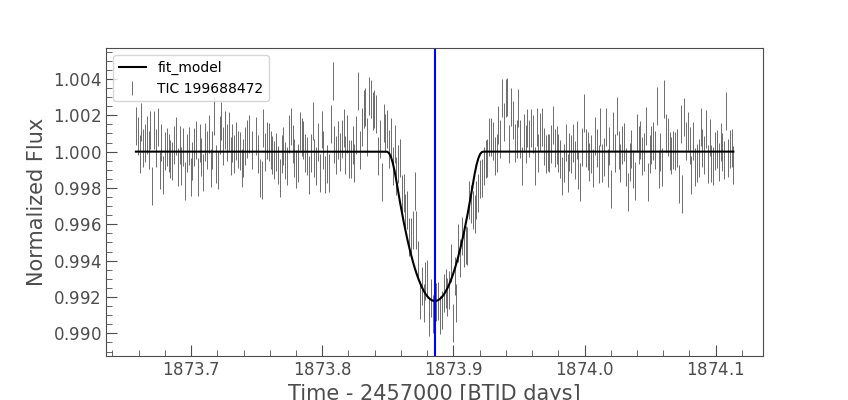 fit_model
TIC 199688472
Normalized Flux
1.004
1.002
1.000
0.998
0.996
0.994
0.992
0.990
1873.7 1873.8 1873.9 1874.0 1874.1
Time - 2457000 [BTJD days]